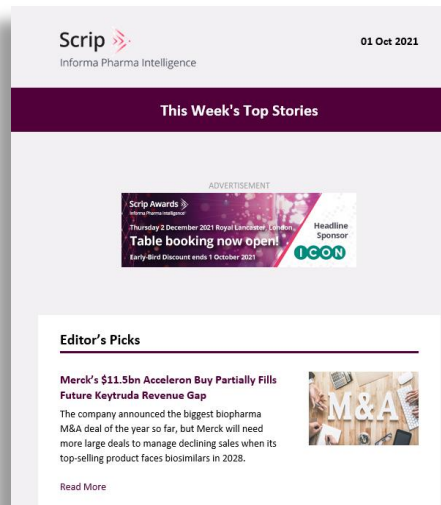 Scrip
Informa Pharma Intelligence
01 Oct 2021
This Week's Top Stories
ADVERTISEMENT
Scrip Awards
Informa Pharma Intelligence
Thursday 2 December 2021 Royal Lancaster, London
Table booking now open!
Early-Bird Discount ends 1 October 2021
Headline
Sponsor
ICON
Editor's Picks
Merck's $11.5bn Acceleron Buy Partially Fills
Future Keytruda Revenue Gap
The company announced the biggest biopharma
M&A deal of the year so far, but Merck will need
more large deals to manage declining sales when its
top-selling product faces biosimilars in 2028.
M&A
Read More